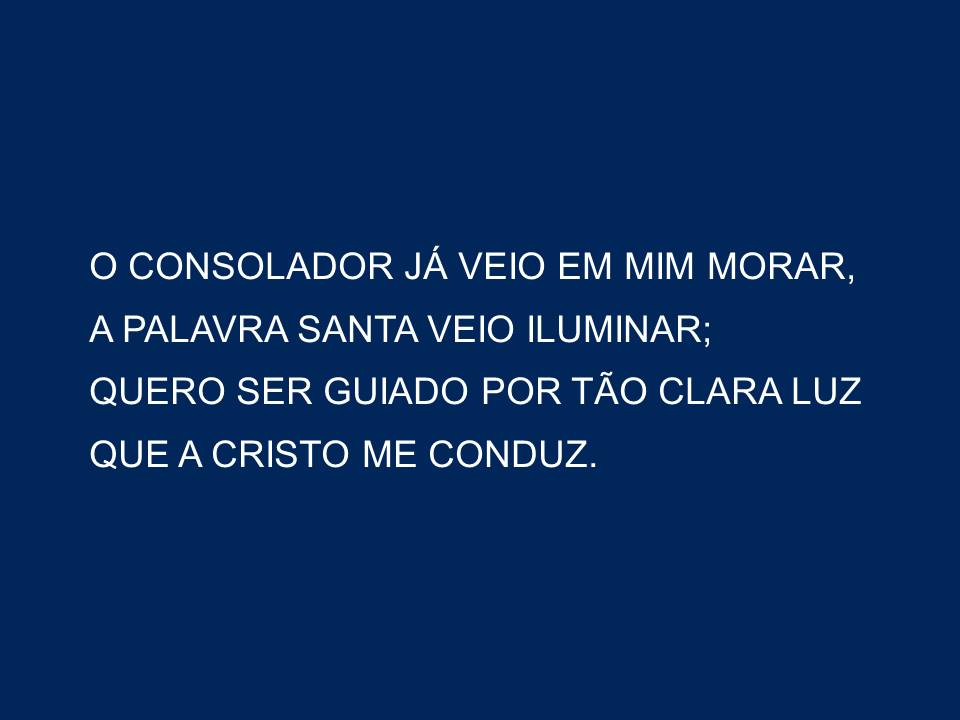 O CONSOLADOR JÁ VEIO EM MIM MORAR,
A PALAVRA SANTA VEIO ILUMINAR;
QUERO SER GUIADO POR TÃO CLARA LUZ
QUE A CRISTO ME CONDUZ.